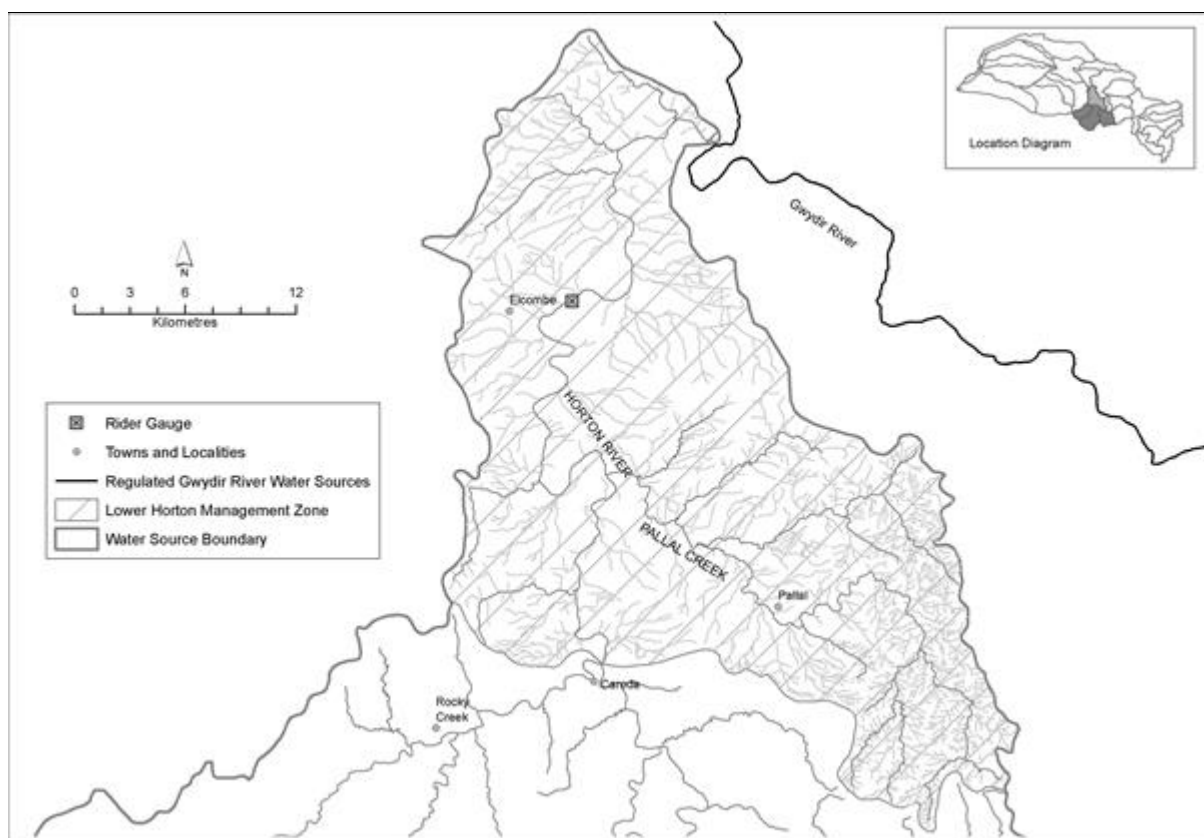 Location Diagram
Gwydir River
N
0 3 6 12
Kilometres
Elcombe
Rider Gauge
Towns and Localities
Regulated Gwydir River Water Sources
Lower Horton Management Zone
Water Source Boundary
HORTON RIVER
PALLAL CREEK
Pallal
Caroda
Rocky
Creek